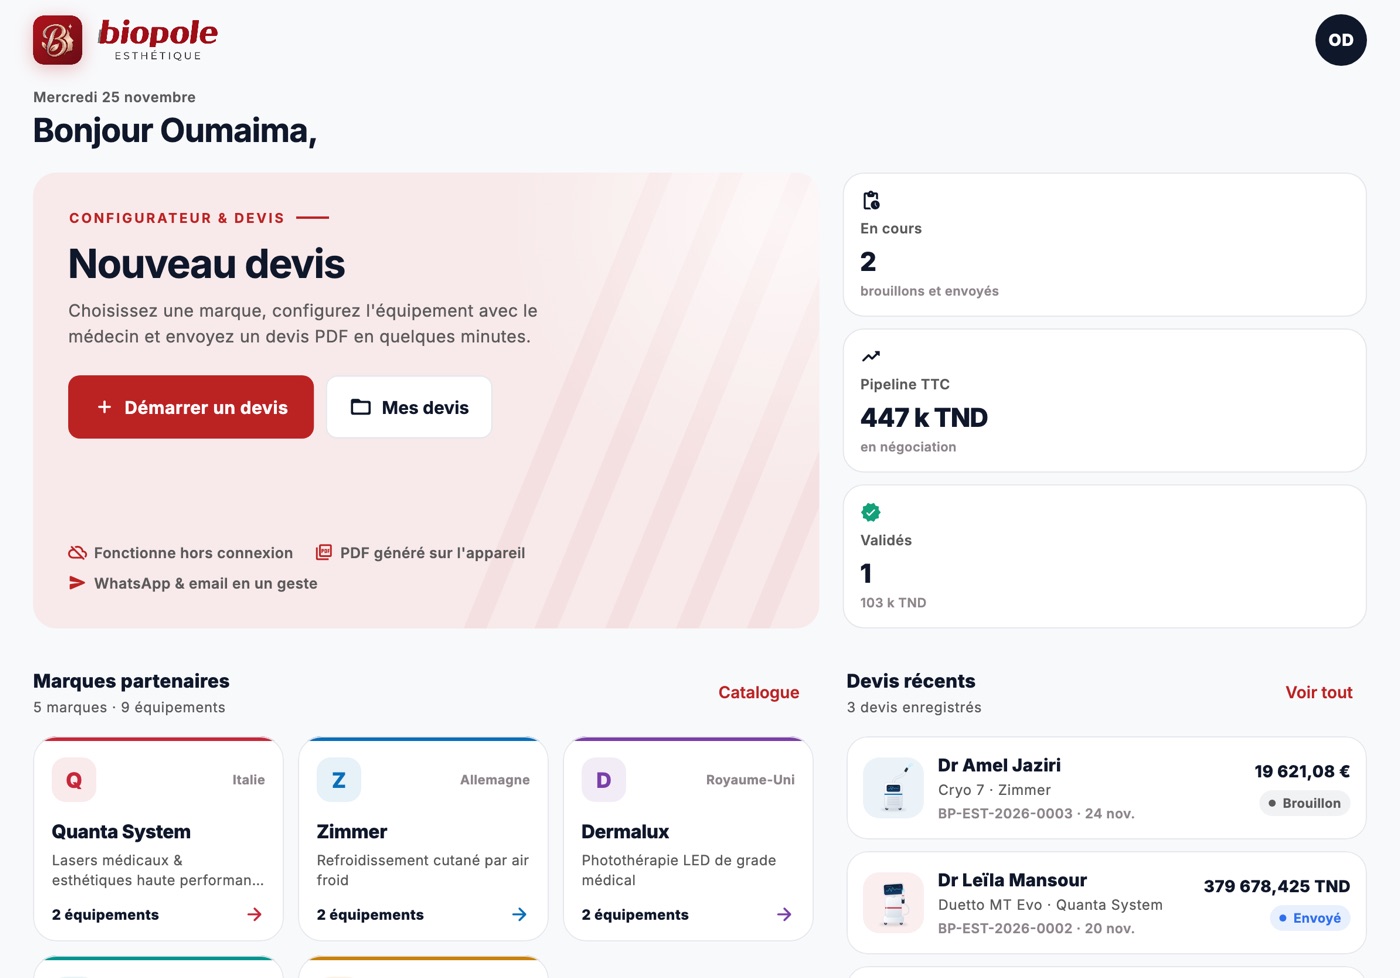 biopole
ESTHÉTIQUE
OD
Mercredi 25 novembre
Bonjour Oumaima,
CONFIGURATEUR & DEVIS
Nouveau devis
Choisissez une marque, configurez l'équipement avec le
médecin et envoyez un devis PDF en quelques minutes.
+ Démarrer un devis
Mes devis
Fonctionne hors connexion
PDF
PDF généré sur l'appareil
WhatsApp & email en un geste
En cours
2
brouillons et envoyés
Pipeline TTC
447 k TND
en négociation
Validés
1
103 k TND
Marques partenaires
5 marques · 9 équipements
Catalogue
Q
Italie
Quanta System
Lasers médicaux &
esthétiques haute performan...
2 équipements
Z
Allemagne
Zimmer
Refroidissement cutané par air
froid
2 équipements
D
Royaume-Uni
Dermalux
Photothérapie LED de grade
médical
2 équipements
Devis récents
3 devis enregistrés
Voir tout
Dr Amel Jaziri
Cryo 7 · Zimmer
BP-EST-2026-0003 · 24 nov.
19 621,08 €
Brouillon
Dr Leïla Mansour
Duetto MT Evo · Quanta System
BP-EST-2026-0002 · 20 nov.
379 678,425 TND
Envoyé